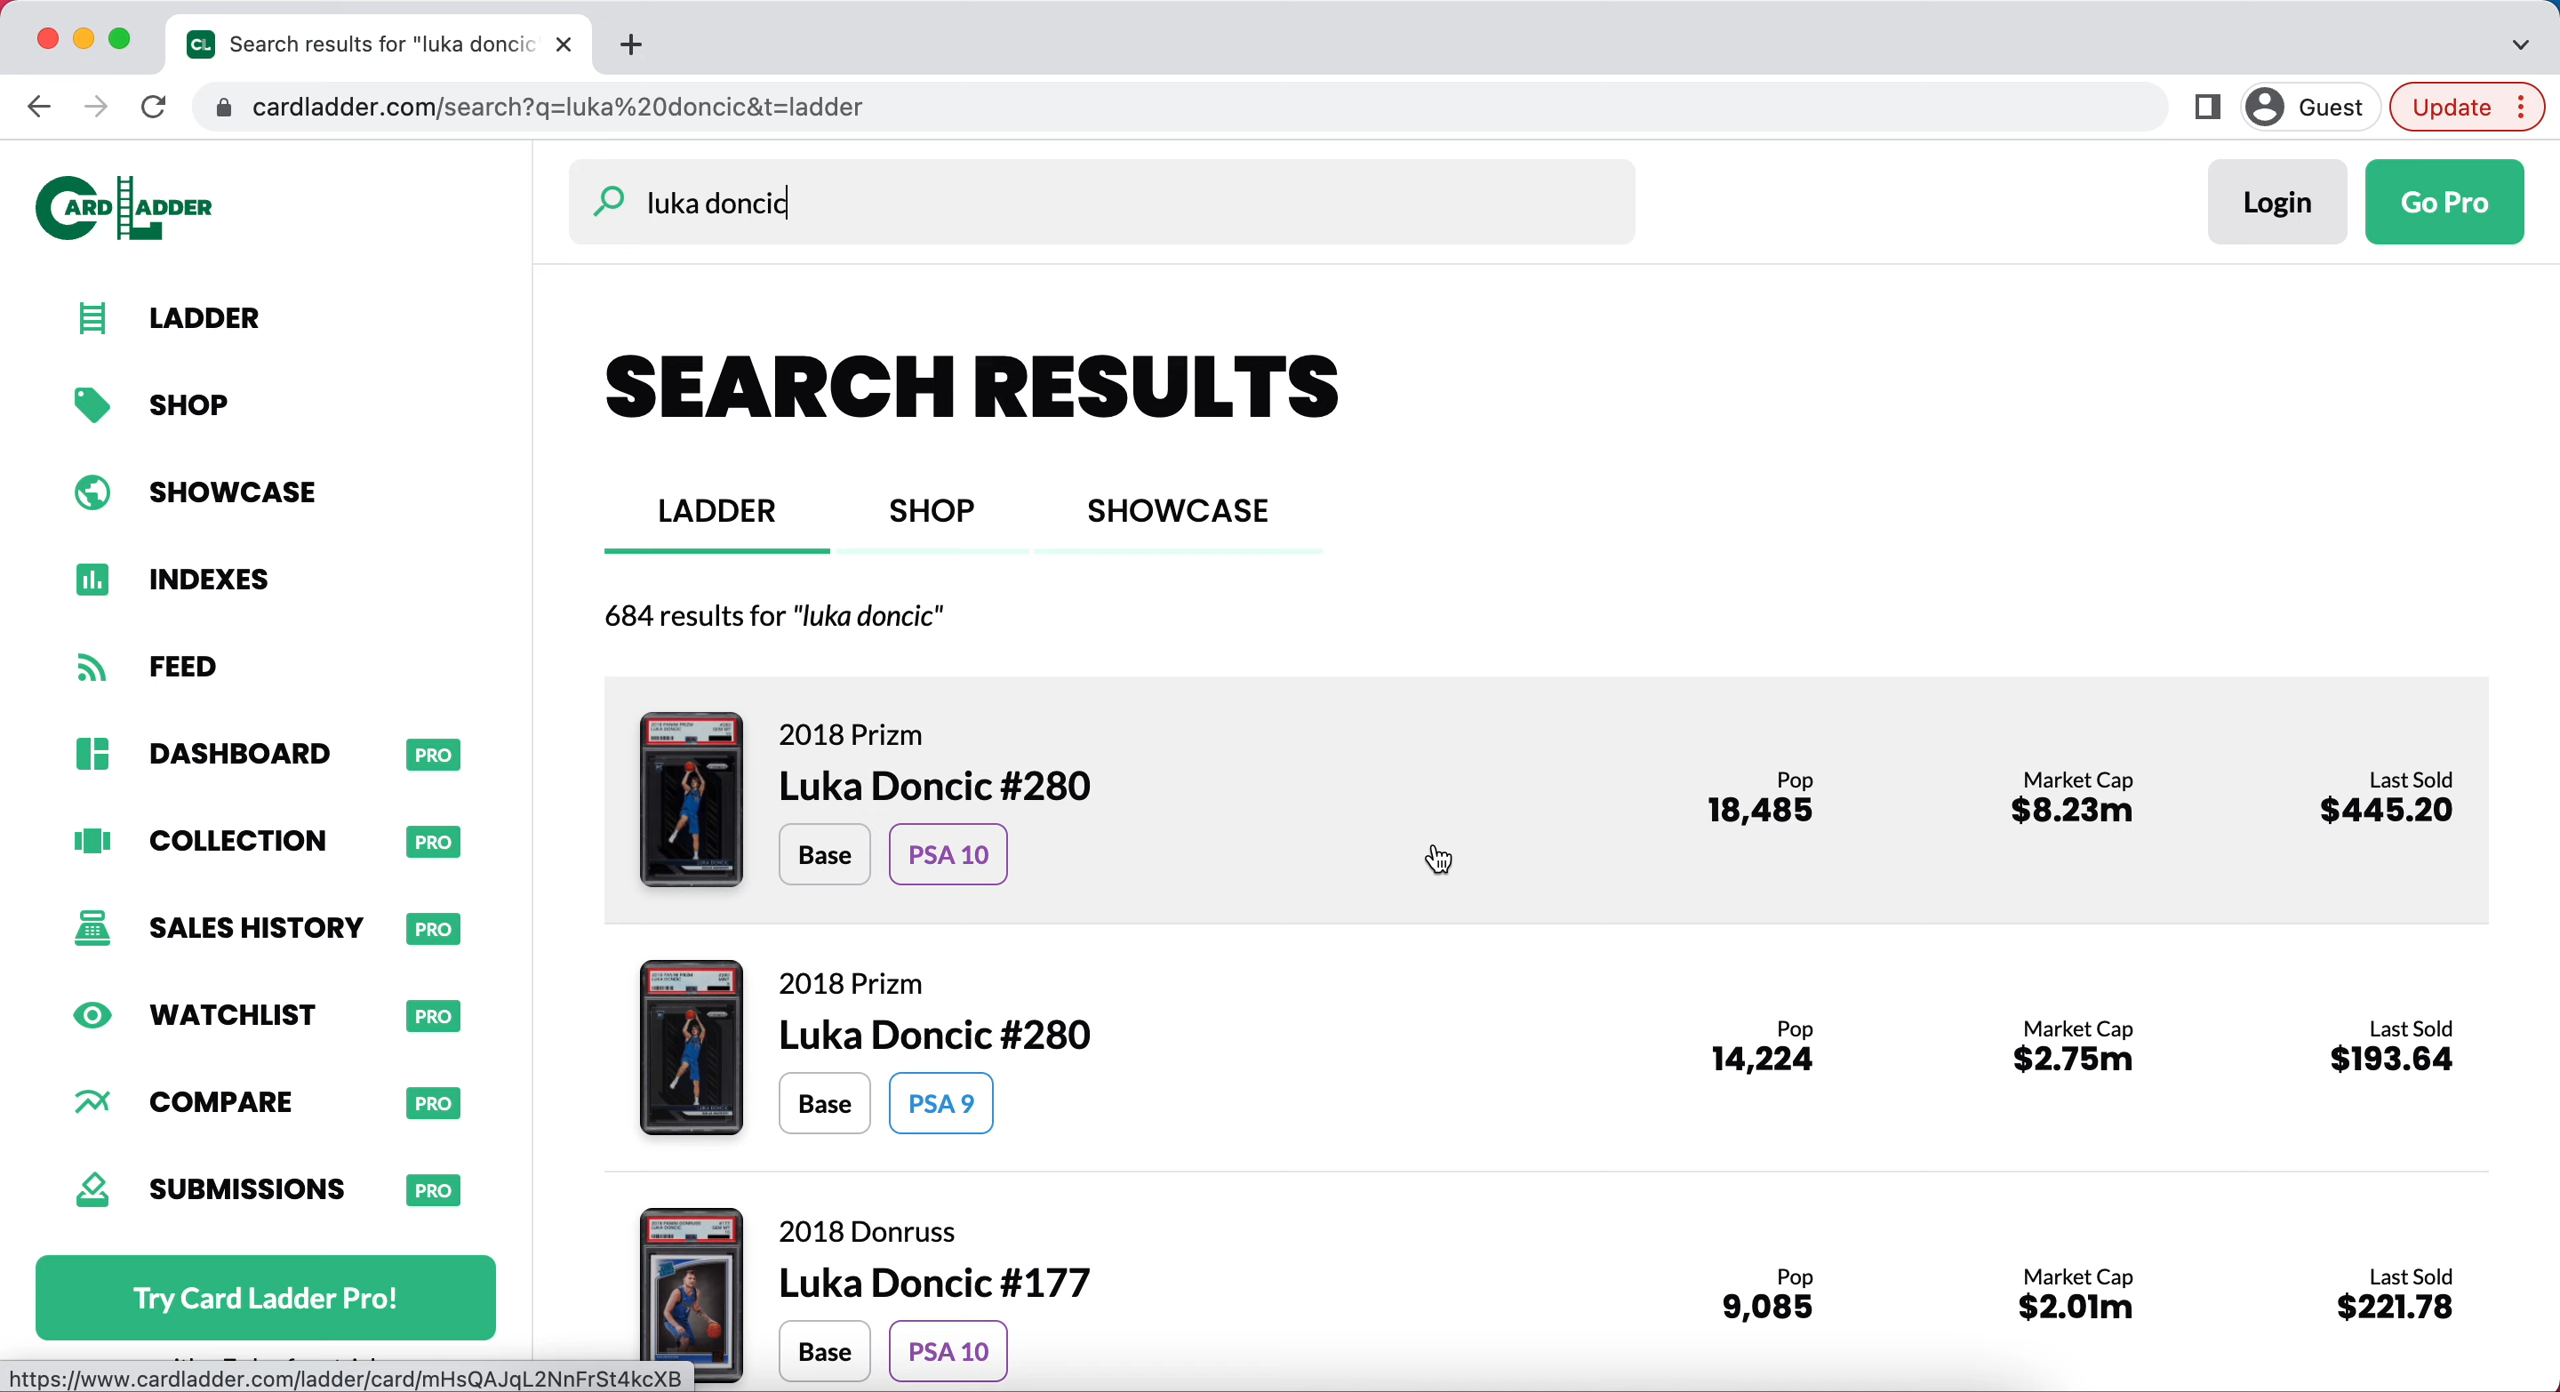 CL Search results for "luka doncic
cardladder.com/search?q=luka%20doncic&t=ladder
Guest
Update
CARD LADDER
luka doncic
Login
Go Pro
LADDER
SHOP
SHOWCASE
INDEXES
FEED
DASHBOARD PRO
COLLECTION PRO
SALES HISTORY PRO
WATCHLIST PRO
COMPARE PRO
SUBMISSIONS PRO
Try Card Ladder Pro!
SEARCH RESULTS
LADDER SHOP SHOWCASE
684 results for "luka doncic"
2018 Prizm
Luka Doncic #280
Base PSA 10
Pop
18,485
Market Cap
$8.23m
Last Sold
$445.20
2018 Prizm
Luka Doncic #280
Base PSA 9
Pop
14,224
Market Cap
$2.75m
Last Sold
$193.64
2018 Donruss
Luka Doncic #177
Base PSA 10
Pop
9,085
Market Cap
$2.01m
Last Sold
$221.78
https://www.cardladder.com/ladder/card/mHsQAJqL2NnFrSt4kcXB